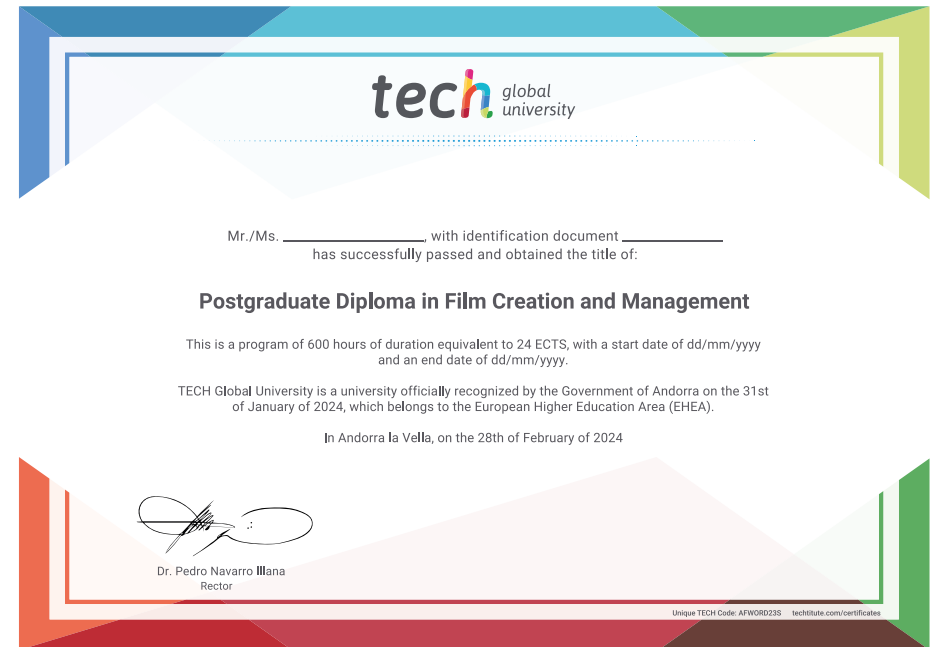 tech global
university
Mr./Ms. ____________, with identification document ____________
has successfully passed and obtained the title of:
Postgraduate Diploma in Film Creation and Management
This is a program of 600 hours of duration equivalent to 24 ECTS, with a start date of dd/mm/yyyy
and an end date of dd/mm/yyyy.
TECH Global University is a university officially recognized by the Government of Andorra on the 31st
of January of 2024, which belongs to the European Higher Education Area (EHEA).
In Andorra la Vella, on the 28th of February of 2024
Dr. Pedro Navarro Illana
Rector
Unique TECH Code: AFWORD23S techtitute.com/certificates